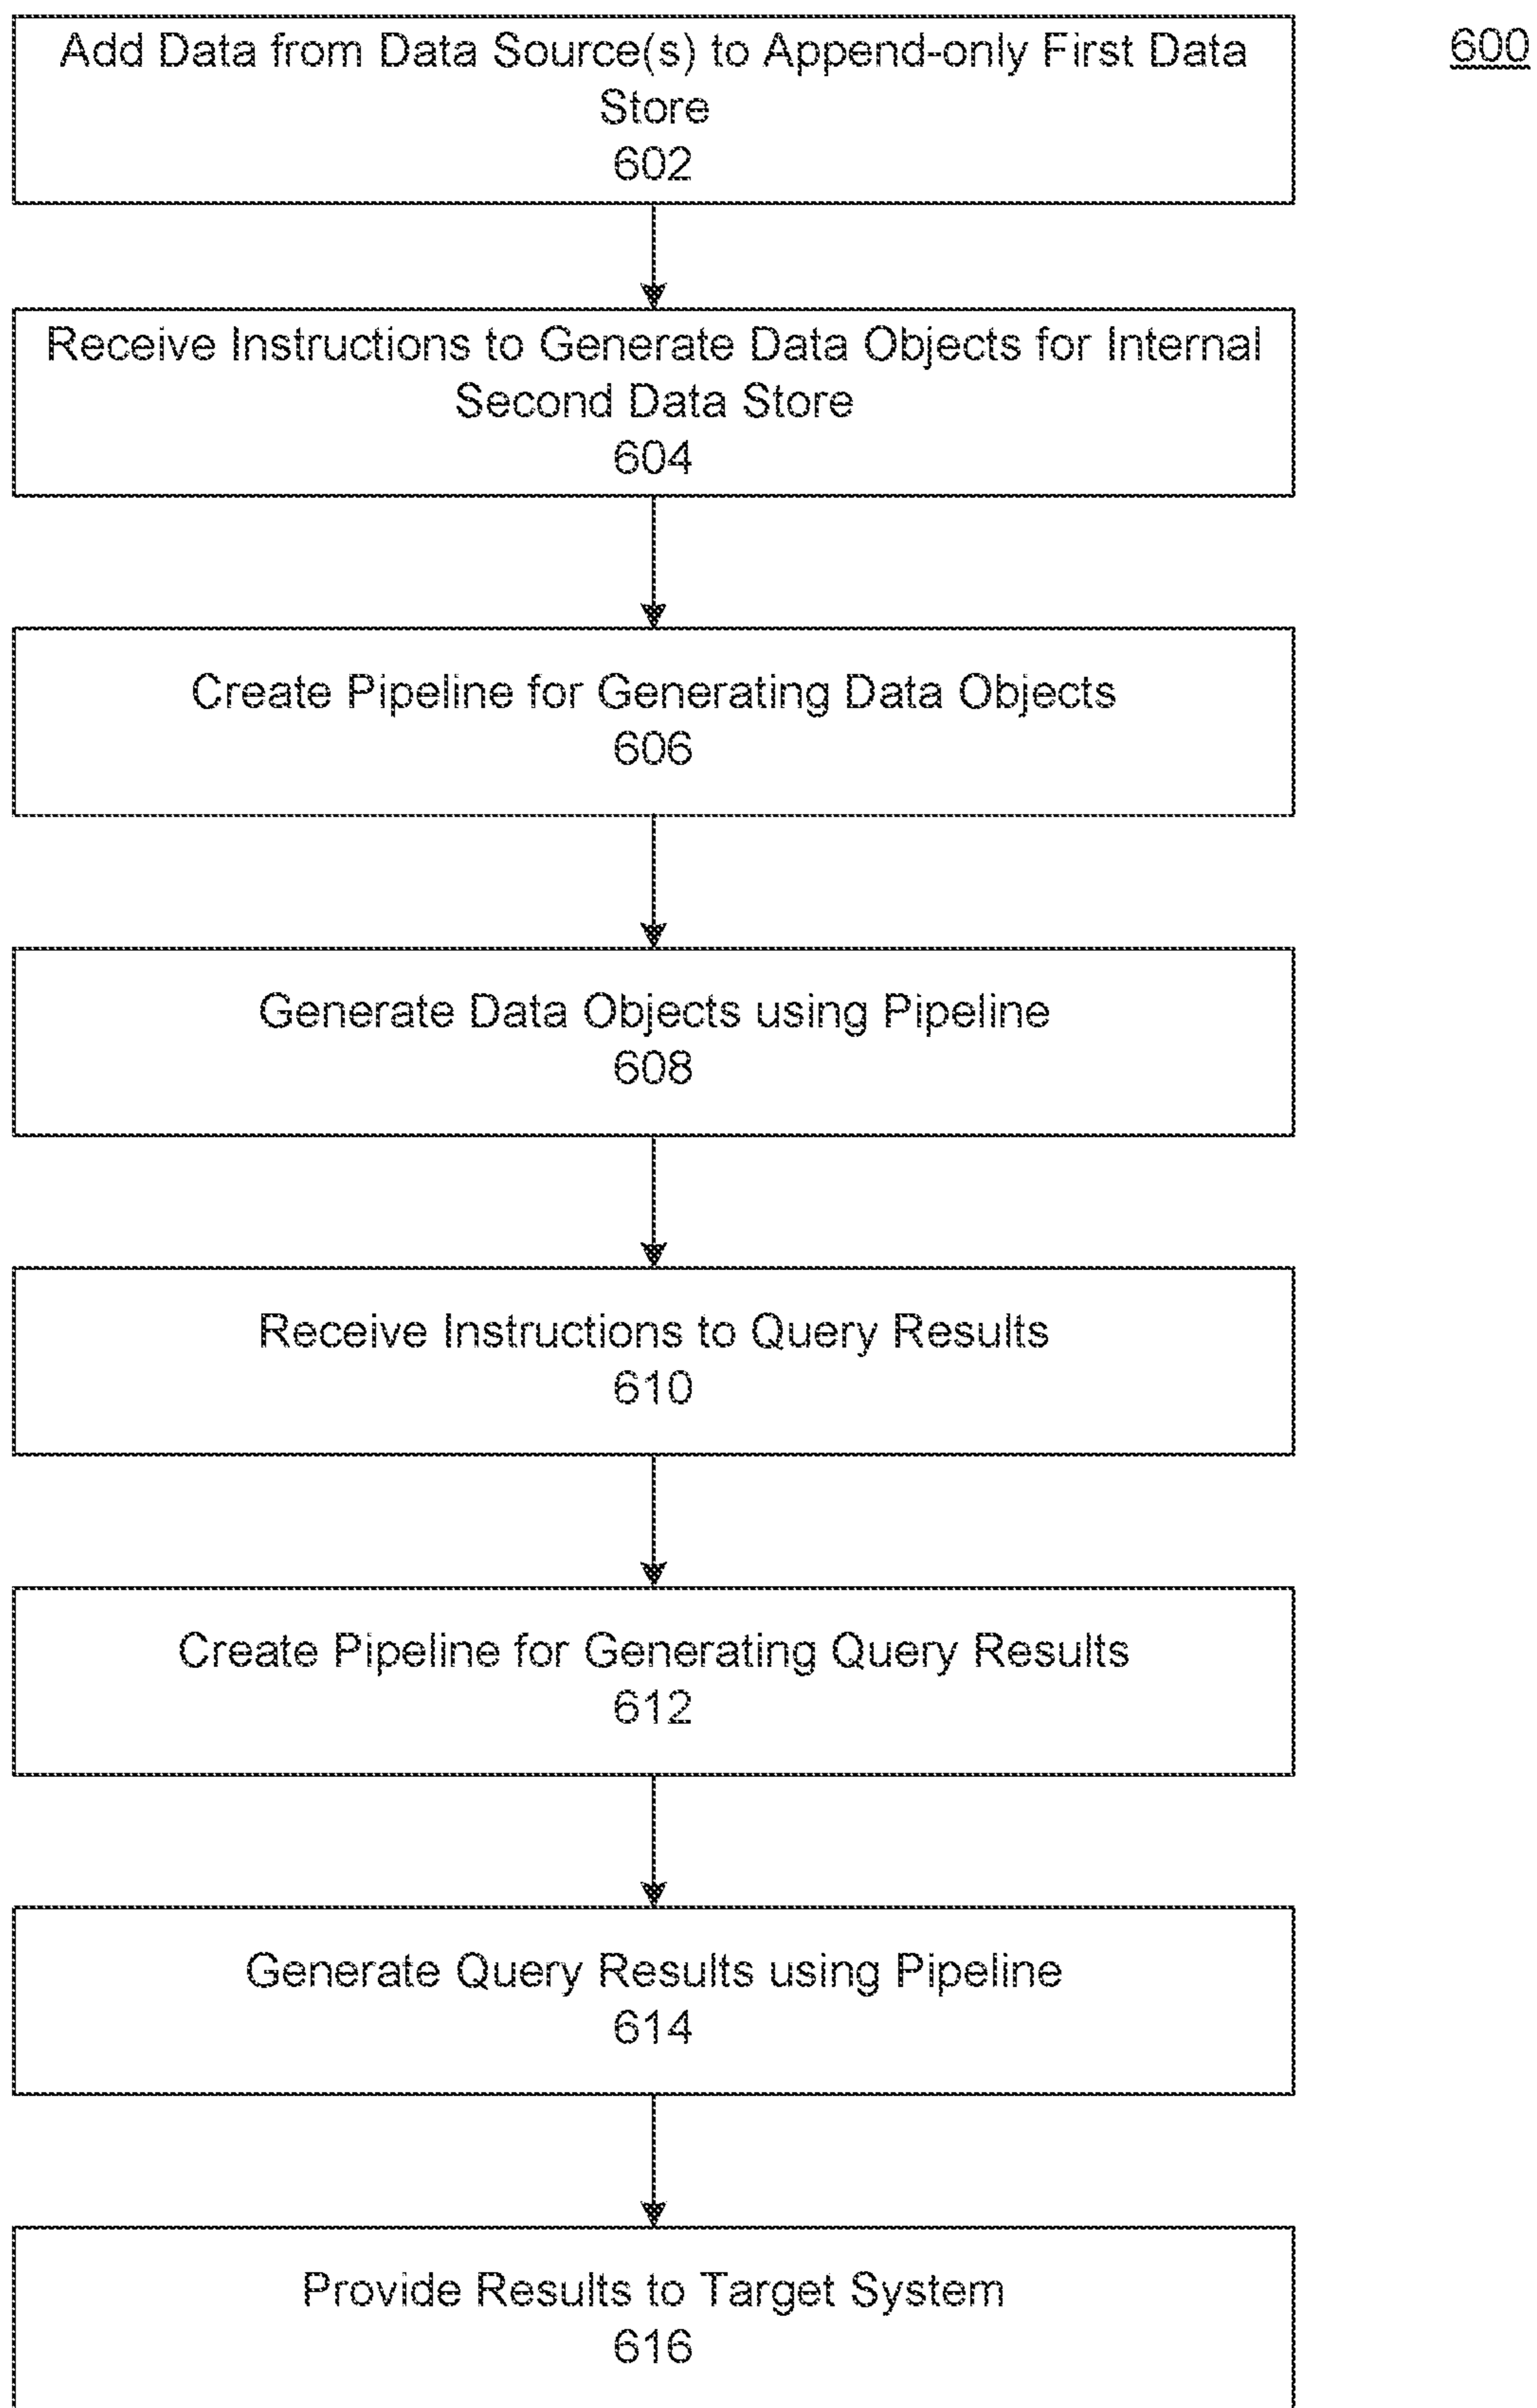 600
Add Data from Data Source(s) to Append-only First Data
Store
602
Receive Instructions to Generate Data Objects for Internal
Second Data Store
604
Create Pipeline for Generating Data Objects
606
Generate Data Objects using Pipeline
608
Receive Instructions to Query Results
610
Create Pipeline for Generating Query Results
612
Generate Query Results using Pipeline
614
Provide Results to Target System
616